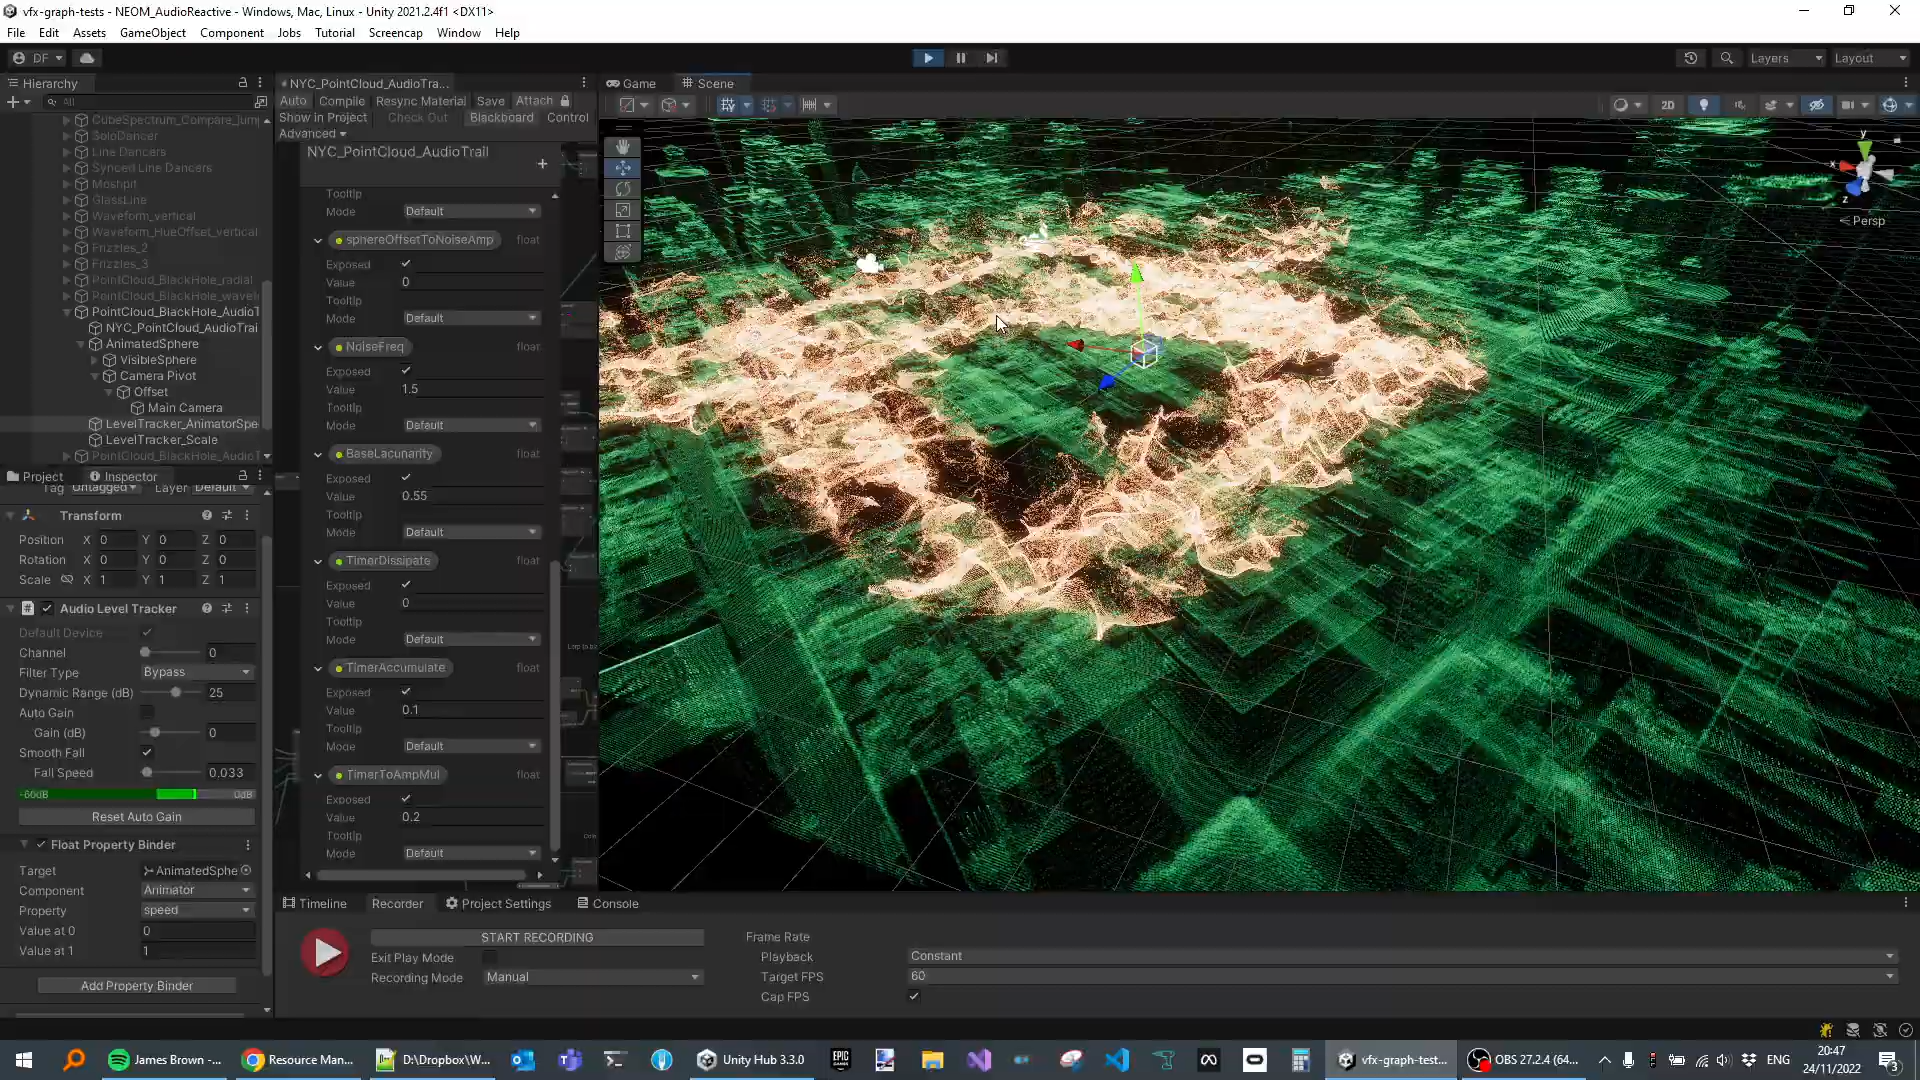 vfx-graph-tests - NEOM_AudioReactive - Windows, Mac, Linux - Unity 2021.2.4f1 <DX11>
File Edit Assets GameObject Component Jobs Tutorial Screencap Window Help
DF
Layers Layout
Hierarchy
All
CubeSpectrum_Compare_jump
SoloDancer
Line Dancers
Synced Line Dancers
Moshpit
GlassLine
Waveform_vertical
Waveform_HueOffset_vertical
Frizzles_2
Frizzles_3
PointCloud_BlackHole_radial
PointCloud_BlackHole_wavef
PointCloud_BlackHole_AudioT
NYC_PointCloud_AudioTrai
AnimatedSphere
VisibleSphere
Camera Pivot
Offset
Main Camera
LevelTracker_AnimatorSpe
LevelTracker_Scale
PointCloud_BlackHole_AudioT
Project Inspector
Tag Untagged Layer Default
Transform
Position X 0 Y 0 Z 0
Rotation X 0 Y 0 Z 0
Scale X 1 Y 1 Z 1
Audio Level Tracker
Default Device
Channel 0
Filter Type Bypass
Dynamic Range (dB) 25
Auto Gain
Gain (dB) 0
Smooth Fall
Fall Speed 0.033
-60dB 0dB
Reset Auto Gain
Float Property Binder
Target AnimatedSphe
Component Animator
Property speed
Value at 0 0
Value at 1 1
Add Property Binder
NYC_PointCloud_AudioTra...
Auto Compile Resync Material Save Attach
Show in Project Check Out Blackboard Control
Advanced
NYC_PointCloud_AudioTrail
+
Tooltip
Mode Default
sphereOffsetToNoiseAmp float
Exposed
Value 0
Tooltip
Mode Default
NoiseFreq float
Exposed
Value 1.5
Tooltip
Mode Default
BaseLacunarity float
Exposed
Value 0.55
Tooltip
Mode Default
TimerDissipate float
Exposed
Value 0
Tooltip
Mode Default
TimerAccumulate float
Exposed
Value 0.1
Tooltip
Mode Default
TimerToAmpMul float
Exposed
Value 0.2
Tooltip
Mode Default
Game Scene
2D
y
x
z
Persp
Timeline Recorder Project Settings Console
START RECORDING
Exit Play Mode
Recording Mode Manual
Frame Rate
Playback Constant
Target FPS 60
Cap FPS
James Brown -... Resource Man... D:\Dropbox\W... Unity Hub 3.3.0 EPIC GAMES vfx-graph-test... OBS 27.2.4 (64... ENG
20:47
24/11/2022
3